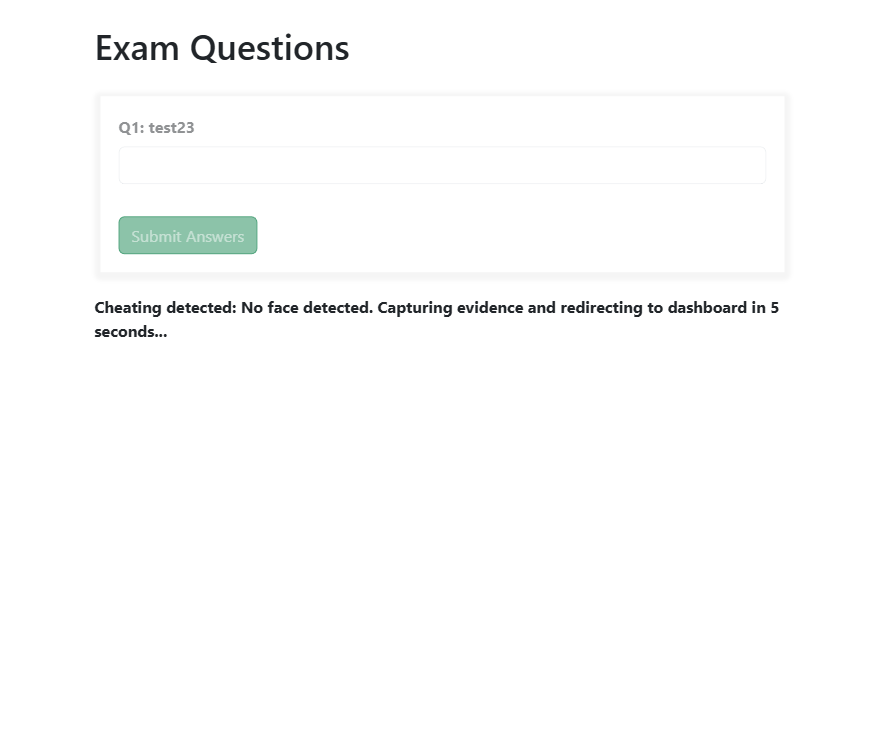 Exam Questions
Q1: test23
Submit Answers
Cheating detected: No face detected. Capturing evidence and redirecting to dashboard in 5
seconds...